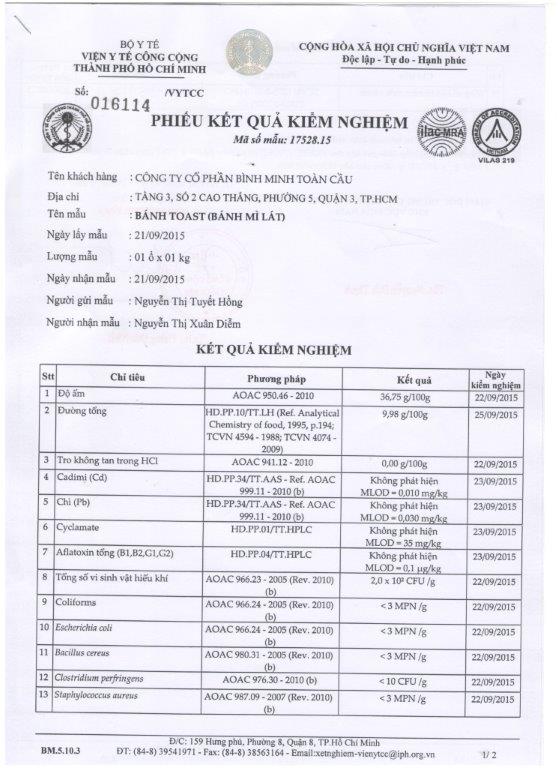 BỘ Y TẾ
VIỆN Y TẾ CÔNG CỘNG
THÀNH PHỐ HỒ CHÍ MINH
CỘNG HÒA XÃ HỘI CHỦ NGHĨA VIỆT NAM
Độc lập - Tự do - Hạnh phúc
Số: 016114 /VYTCC
PHIẾU KẾT QUẢ KIỂM NGHIỆM
Mã số mẫu: 17528.15
ilac-MRA
BUREAU OF ACCREDITATION
VIETNAM
VILAS 219
Tên khách hàng : CÔNG TY CỔ PHẦN BÌNH MINH TOÀN CẦU
Địa chỉ : TẦNG 3, SỐ 2 CAO THẮNG, PHƯỜNG 5, QUẬN 3, TP.HCM
Tên mẫu : BÁNH TOAST (BÁNH MÌ LÁT)
Ngày lấy mẫu : 21/09/2015
Lượng mẫu : 01 ổ x 01 kg
Ngày nhận mẫu : 21/09/2015
Người gửi mẫu : Nguyễn Thị Tuyết Hồng
Người nhận mẫu : Nguyễn Thị Xuân Diễm
KẾT QUẢ KIỂM NGHIỆM
Stt Chỉ tiêu Phương pháp Kết quả Ngày kiểm nghiệm
1 Độ ẩm AOAC 950.46 - 2010 36,75 g/100g 22/09/2015
2 Đường tổng HD.PP.10/TT.LH (Ref. Analytical 9,98 g/100g 25/09/2015
Chemistry of food, 1995, p.194;
TCVN 4594 - 1988; TCVN 4074 -
2009)
3 Tro không tan trong HCl AOAC 941.12 - 2010 0,00 g/100g 22/09/2015
4 Cadimi (Cd) HD.PP.34/TT.AAS - Ref. AOAC Không phát hiện 23/09/2015
999.11 - 2010 (b) MLOD = 0,010 mg/kg
5 Chì (Pb) HD.PP.34/TT.AAS - Ref. AOAC Không phát hiện 23/09/2015
999.11 - 2010 (b) MLOD = 0,030 mg/kg
6 Cyclamate HD.PP.01/TT.HPLC Không phát hiện 23/09/2015
MLOD = 35 mg/kg
7 Aflatoxin tổng (B1,B2,G1,G2) HD.PP.04/TT.HPLC Không phát hiện 23/09/2015
MLOD = 0,1 µg/kg
8 Tổng số vi sinh vật hiếu khí AOAC 966.23 - 2005 (Rev. 2010) 2,0 x 10² CFU /g 22/09/2015
(b)
9 Coliforms AOAC 966.24 - 2005 (Rev. 2010) < 3 MPN /g 22/09/2015
(b)
10 Escherichia coli AOAC 966.24 - 2005 (Rev. 2010) < 3 MPN /g 22/09/2015
(b)
11 Bacillus cereus AOAC 980.31 - 2005 (Rev. 2010) < 3 MPN /g 22/09/2015
(b)
12 Clostridium perfringens AOAC 976.30 - 2010 (b) < 10 CFU /g 22/09/2015
13 Staphylococcus aureus AOAC 987.09 - 2007 (Rev. 2010) < 3 MPN /g 22/09/2015
(b)
Đ/C: 159 Hưng phú, Phường 8, Quận 8, TP.Hồ Chí Minh
BM.5.10.3 ĐT: (84-8) 39541971 - Fax: (84-8) 38563164 - Email:xetnghiem-vienytcc@iph.org.vn 1/ 2